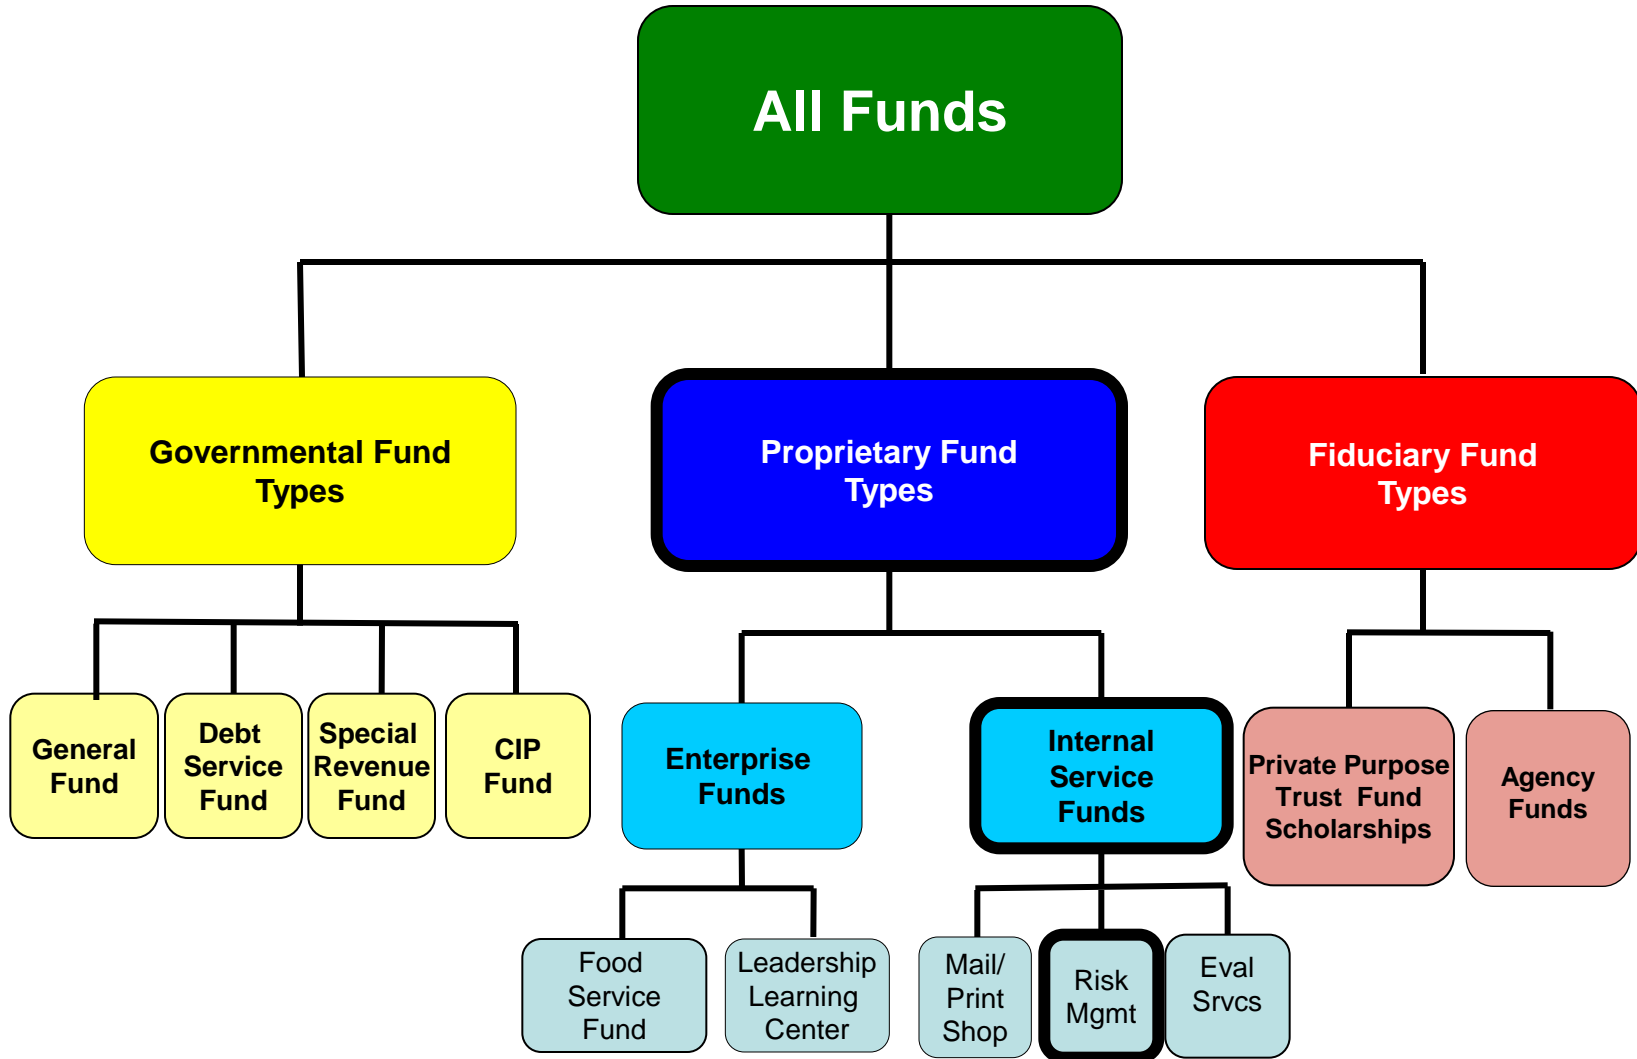 All Funds
Governmental Fund
Types
Proprietary Fund
Types
Fiduciary Fund
Types
General
Fund
Debt
Service
Fund
Special
Revenue
Fund
CIP
Fund
Enterprise
Funds
Internal
Service
Funds
Private Purpose
Trust Fund
Scholarships
Agency
Funds
Food
Service
Fund
Leadership
Learning
Center
Mail/
Print
Shop
Risk
Mgmt
Eval
Srvcs